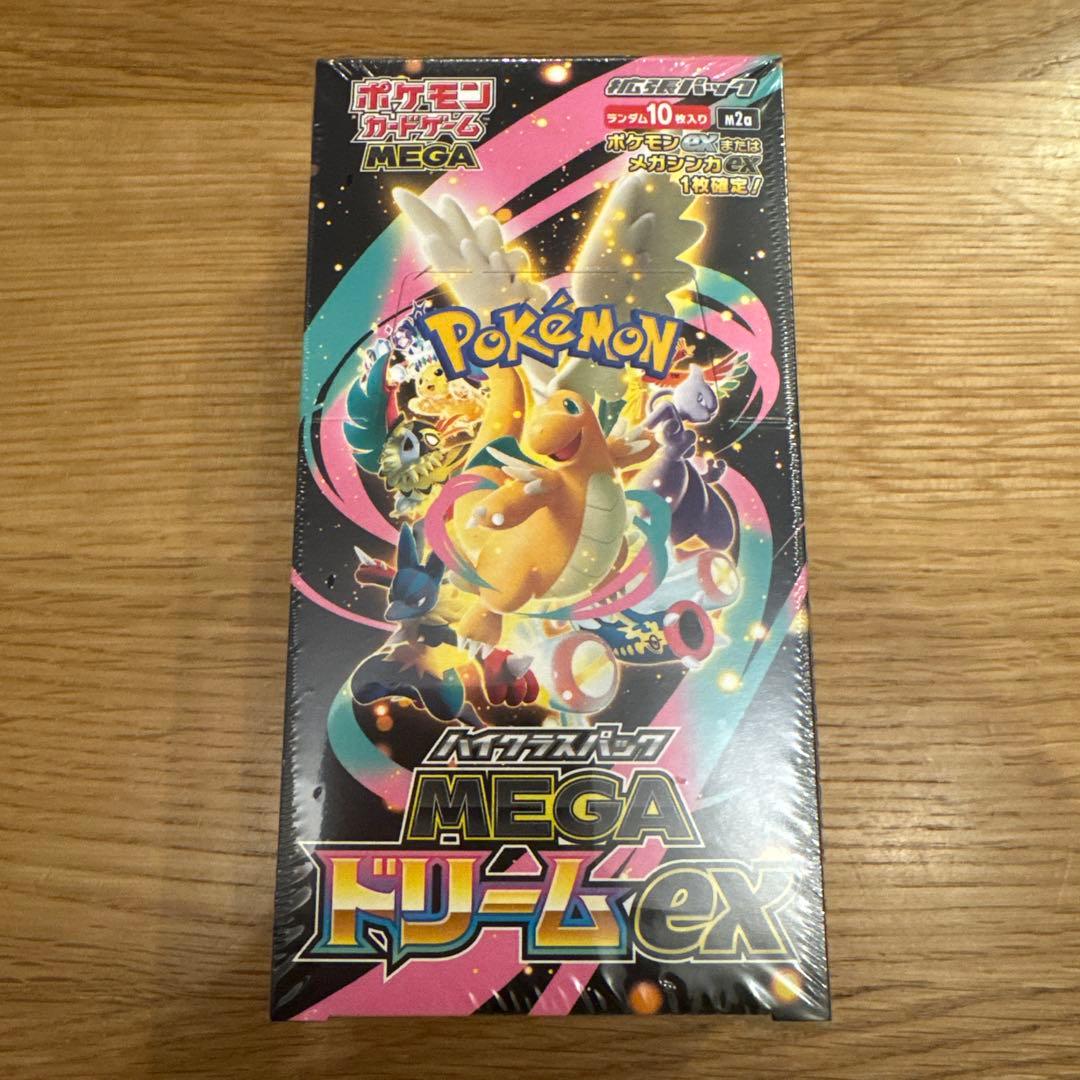 ポケモン
カードゲーム
MEGA
拡張パック
ランダム10枚入り m2a
ポケモンexまたは
メガシンカex
1枚確定!
POKéMON
ハイクラスパック
MEGA
ドリームex